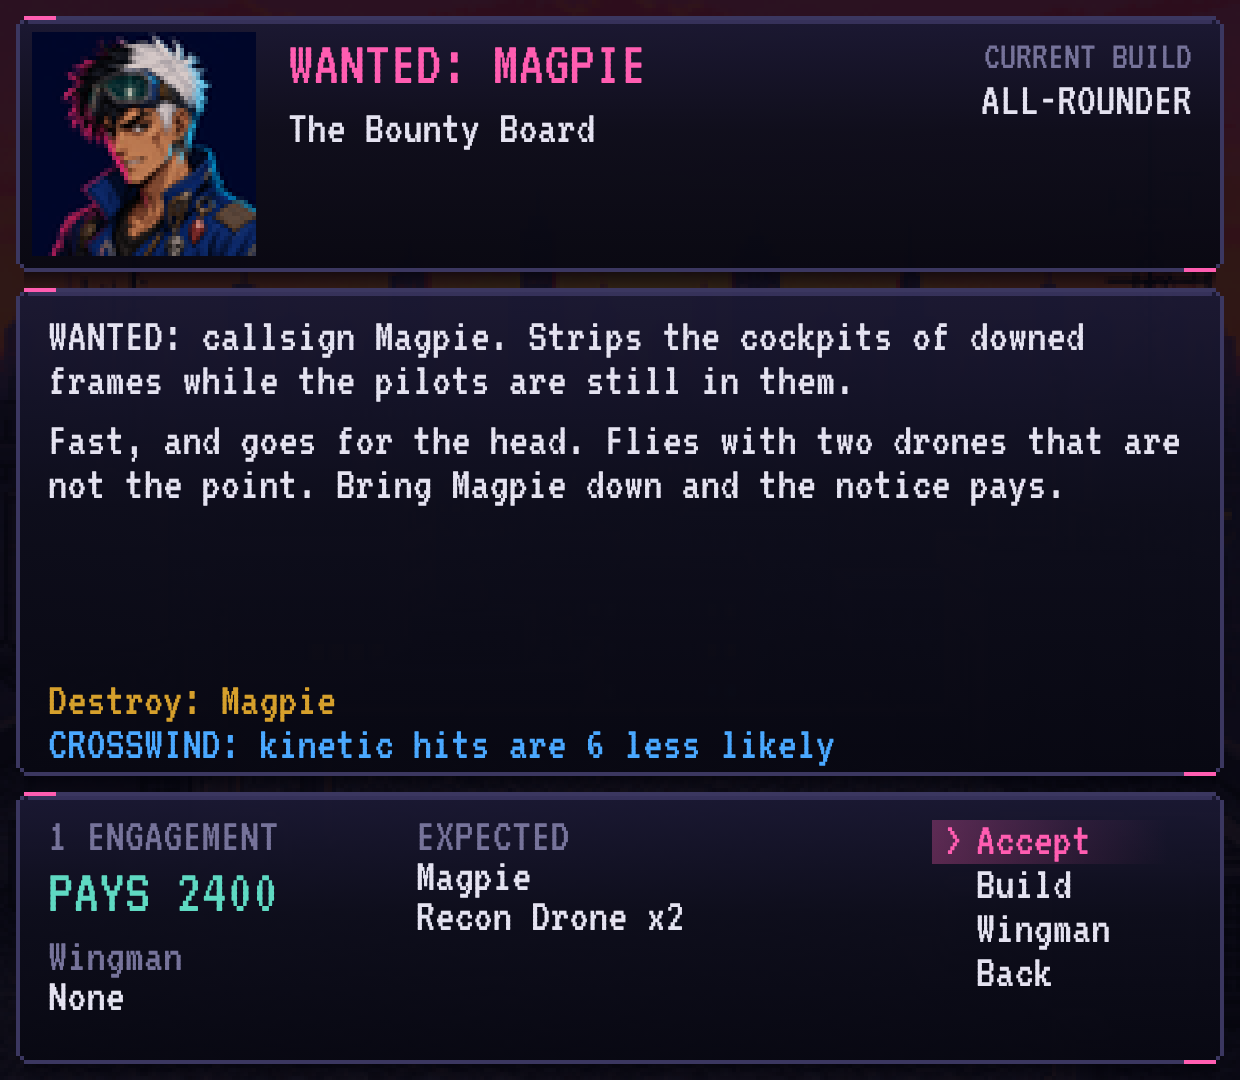 WANTED: MAGPIE
The Bounty Board
CURRENT BUILD
ALL-ROUNDER
WANTED: callsign Magpie. Strips the cockpits of downed
frames while the pilots are still in them.
Fast, and goes for the head. Flies with two drones that are
not the point. Bring Magpie down and the notice pays.
Destroy: Magpie
CROSSWIND: kinetic hits are 6 less likely
1 ENGAGEMENT
PAYS 2400
Wingman
None
EXPECTED
Magpie
Recon Drone x2
> Accept
Build
Wingman
Back